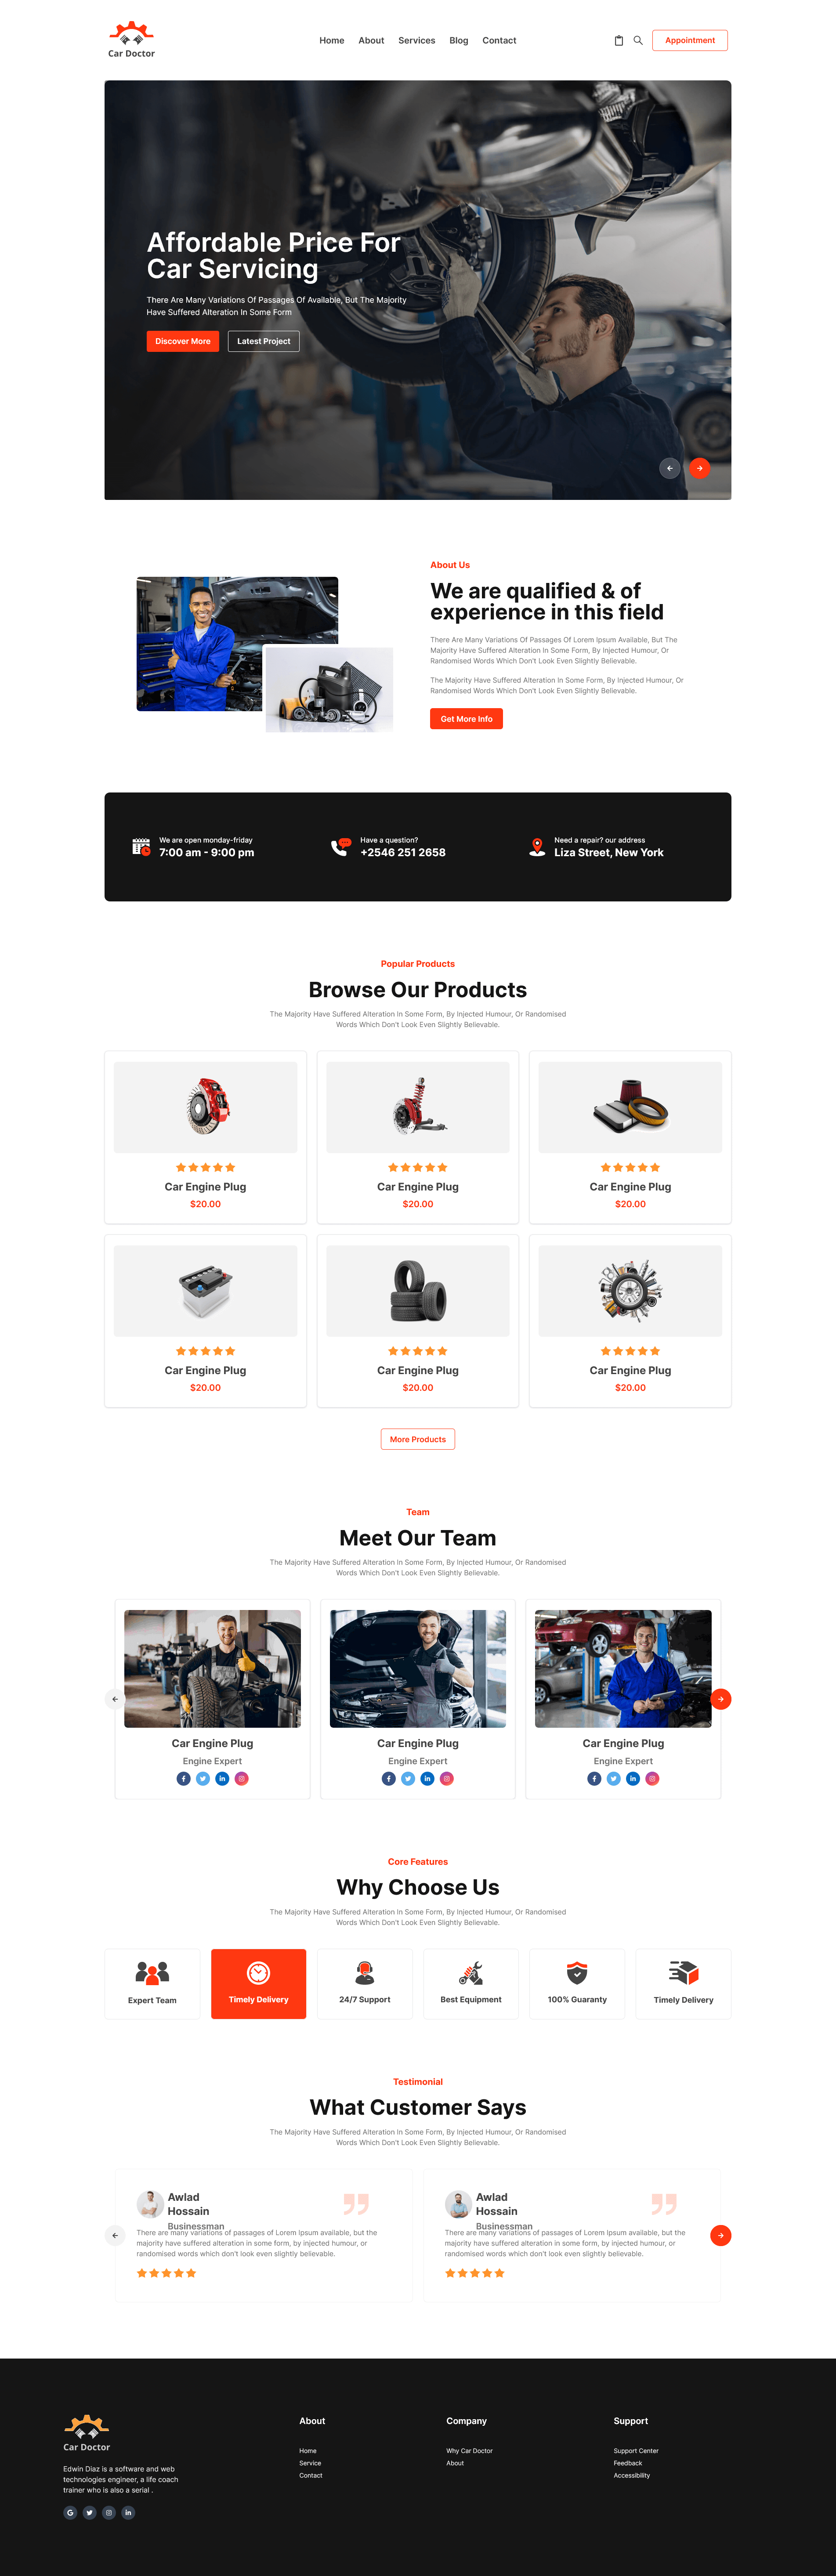 Car Doctor
Home About Services Blog Contact
Appointment
Affordable Price For
Car Servicing
There Are Many Variations Of Passages Of Available, But The Majority
Have Suffered Alteration In Some Form
Discover More Latest Project
About Us
We are qualified & of
experience in this field
There Are Many Variations Of Passages Of Lorem Ipsum Available, But The
Majority Have Suffered Alteration In Some Form, By Injected Humour, Or
Randomised Words Which Don't Look Even Slightly Believable.
The Majority Have Suffered Alteration In Some Form, By Injected Humour, Or
Randomised Words Which Don't Look Even Slightly Believable.
Get More Info
We are open monday-friday
7:00 am - 9:00 pm
Have a question?
+2546 251 2658
Need a repair? our address
Liza Street, New York
Popular Products
Browse Our Products
The Majority Have Suffered Alteration In Some Form, By Injected Humour, Or Randomised
Words Which Don't Look Even Slightly Believable.
Car Engine Plug Car Engine Plug Car Engine Plug
$20.00 $20.00 $20.00
Car Engine Plug Car Engine Plug Car Engine Plug
$20.00 $20.00 $20.00
More Products
Team
Meet Our Team
The Majority Have Suffered Alteration In Some Form, By Injected Humour, Or Randomised
Words Which Don't Look Even Slightly Believable.
Car Engine Plug Car Engine Plug Car Engine Plug
Engine Expert Engine Expert Engine Expert
Core Features
Why Choose Us
The Majority Have Suffered Alteration In Some Form, By Injected Humour, Or Randomised
Words Which Don't Look Even Slightly Believable.
Expert Team Timely Delivery 24/7 Support Best Equipment 100% Guaranty Timely Delivery
Testimonial
What Customer Says
The Majority Have Suffered Alteration In Some Form, By Injected Humour, Or Randomised
Words Which Don't Look Even Slightly Believable.
Awlad
Hossain
Businessman
There are many variations of passages of Lorem Ipsum available, but the
majority have suffered alteration in some form, by injected humour, or
randomised words which don't look even slightly believable.
Awlad
Hossain
Businessman
There are many variations of passages of Lorem Ipsum available, but the
majority have suffered alteration in some form, by injected humour, or
randomised words which don't look even slightly believable.
Car Doctor
Edwin Diaz is a software and web
technologies engineer, a life coach
trainer who is also a serial .
About
Home
Service
Contact
Company
Why Car Doctor
About
Support
Support Center
Feedback
Accessibility